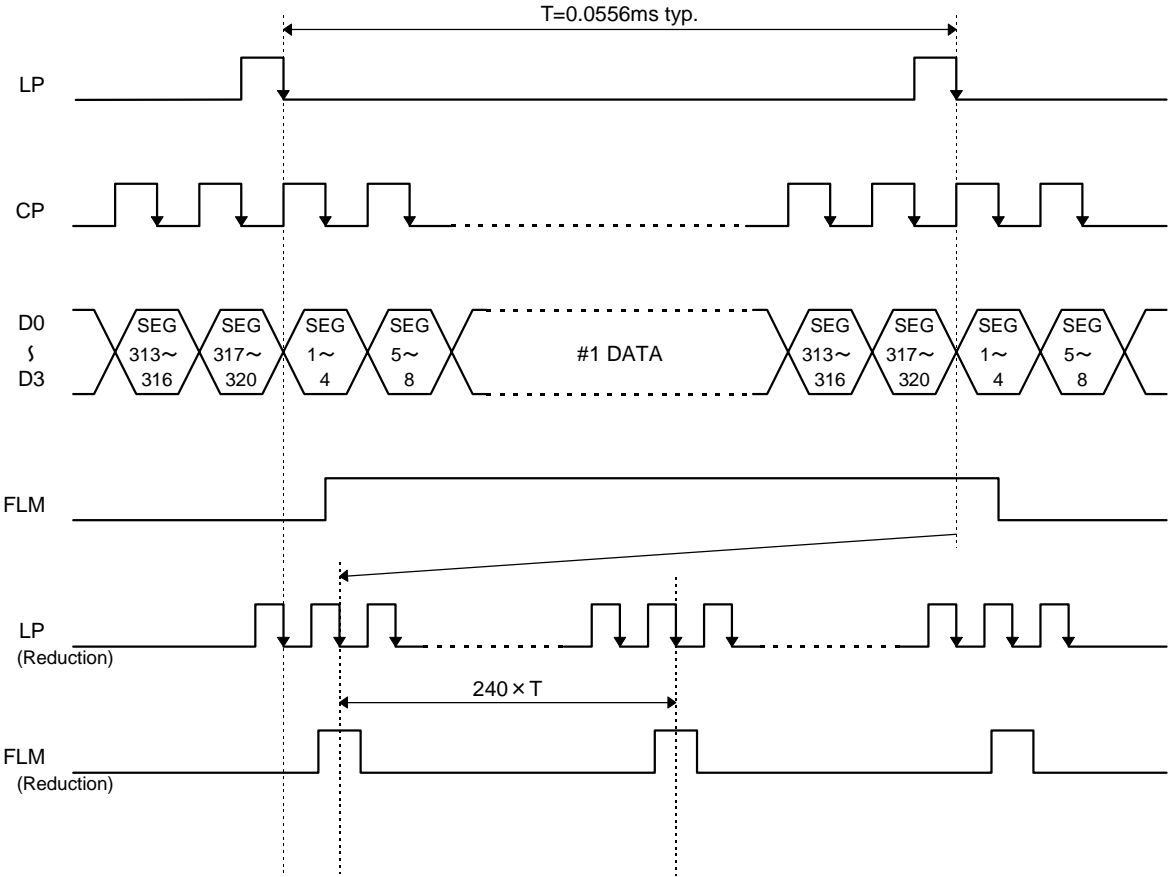 T=0.0556ms typ.
LP
CP
D0
~
D3
SEG
313~
316
SEG
317~
320
SEG
1~
4
SEG
5~
8
#1 DATA
SEG
313~
316
SEG
317~
320
SEG
1~
4
SEG
5~
8
FLM
LP
(Reduction)
240×T
FLM
(Reduction)